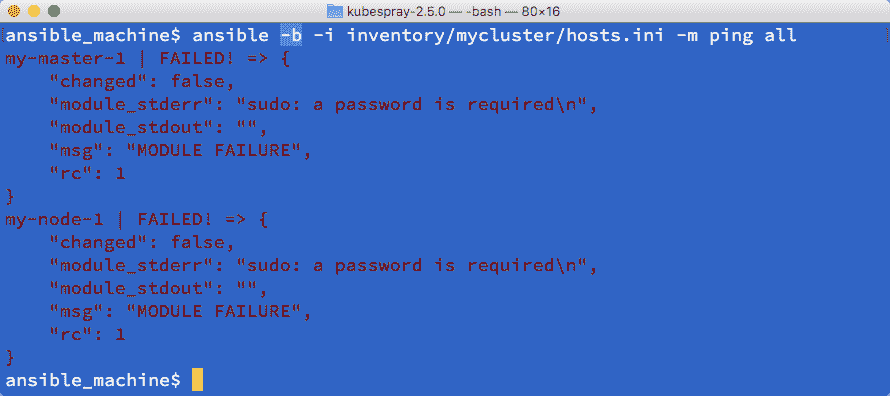 kubespray-2.5.0 — -bash — 80×16
ansible_machine$ ansible -b -i inventory/mycluster/hosts.ini -m ping all
my-master-1 | FAILED! => {
    "changed": false,
    "module_stderr": "sudo: a password is required\n",
    "module_stdout": "",
    "msg": "MODULE FAILURE",
    "rc": 1
}
my-node-1 | FAILED! => {
    "changed": false,
    "module_stderr": "sudo: a password is required\n",
    "module_stdout": "",
    "msg": "MODULE FAILURE",
    "rc": 1
}
ansible_machine$